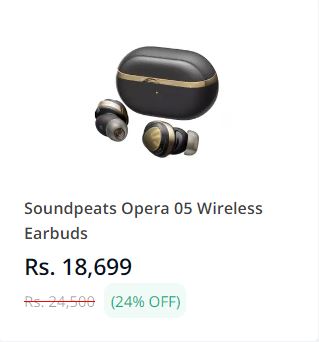 Soundpeats Opera 05 Wireless
Earbuds
Rs. 18,699
Rs. 24,500 (24% OFF)